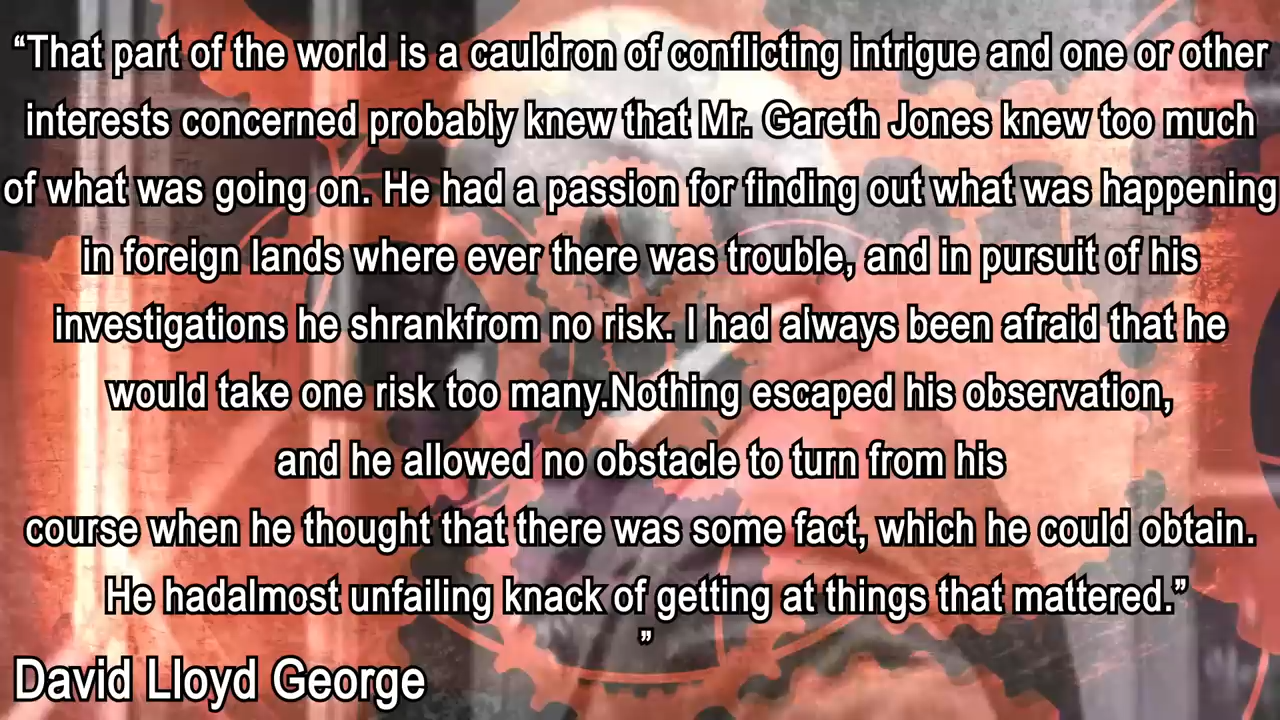 “That part of the world is a cauldron of conflicting intrigue and one or other
interests concerned probably knew that Mr. Gareth Jones knew too much
of what was going on. He had a passion for finding out what was happening
in foreign lands where ever there was trouble, and in pursuit of his
investigations he shrankfrom no risk. I had always been afraid that he
would take one risk too many.Nothing escaped his observation,
and he allowed no obstacle to turn from his
course when he thought that there was some fact, which he could obtain.
He hadalmost unfailing knack of getting at things that mattered.”
”
David Lloyd George